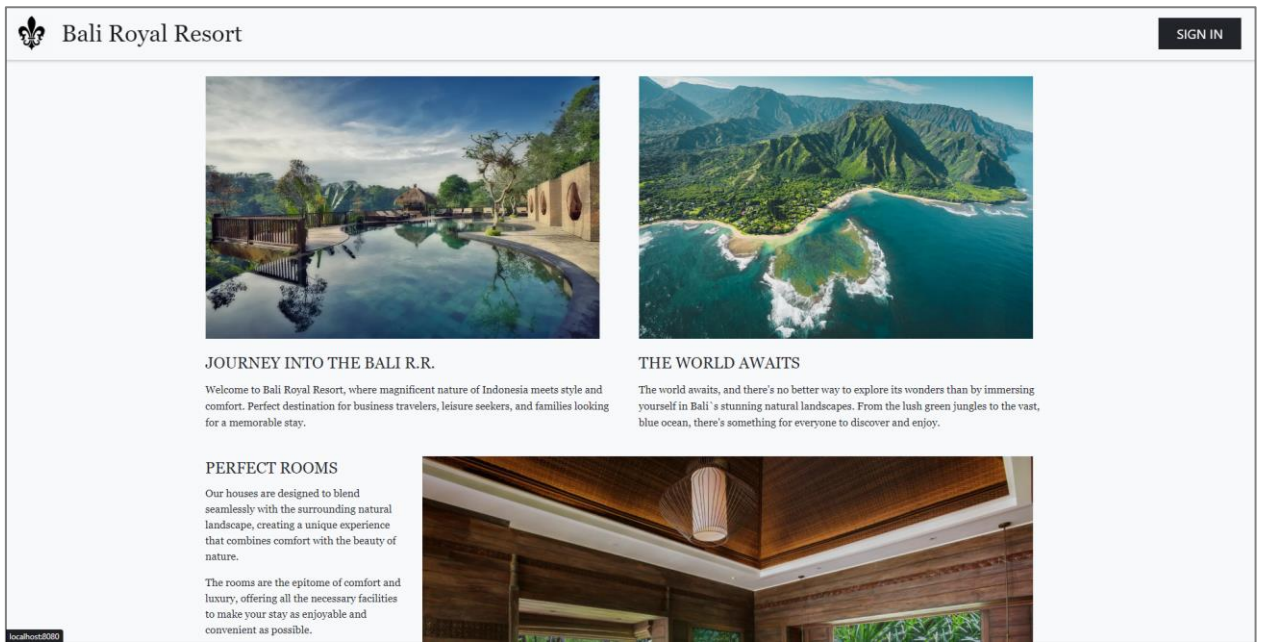 Bali Royal Resort
SIGN IN
JOURNEY INTO THE BALI R.R.
Welcome to Bali Royal Resort, where magnificent nature of Indonesia meets style and
comfort. Perfect destination for business travelers, leisure seekers, and families looking
for a memorable stay.
THE WORLD AWAITS
The world awaits, and there's no better way to explore its wonders than by immersing
yourself in Bali`s stunning natural landscapes. From the lush green jungles to the vast,
blue ocean, there's something for everyone to discover and enjoy.
PERFECT ROOMS
Our houses are designed to blend
seamlessly with the surrounding natural
landscape, creating a unique experience
that combines comfort with the beauty of
nature.
The rooms are the epitome of comfort and
luxury, offering all the necessary facilities
to make your stay as enjoyable and
convenient as possible.
localhost:8080